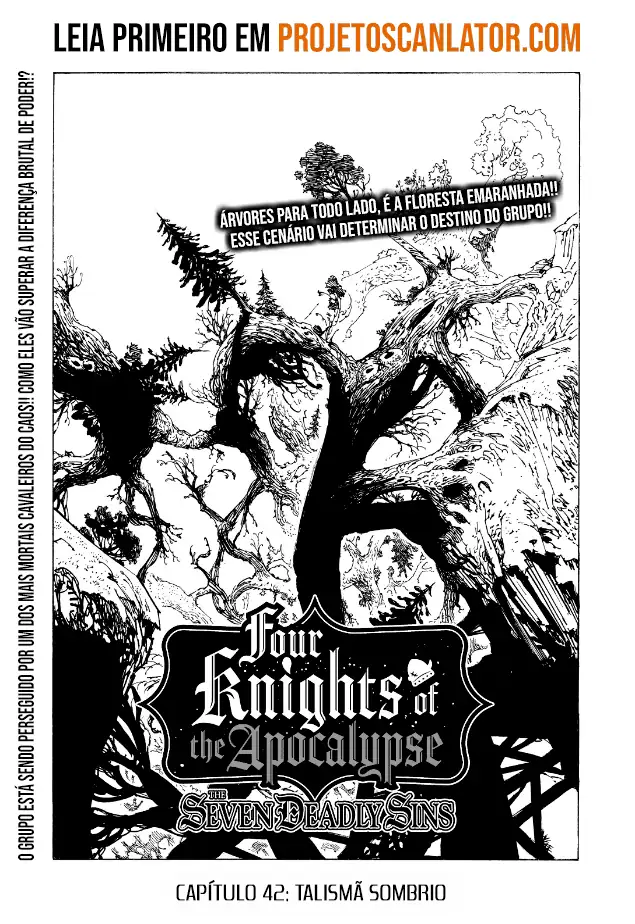 LEIA PRIMEIRO EM PROJETOSCANLATOR.COM
O GRUPO ESTÁ SENDO PERSEGUIDO POR UM DOS MAIS MORTAIS CAVALEIROS DO CAOS!! COMO ELES VÃO SUPERAR A DIFERENÇA BRUTAL DE PODER!?
ÁRVORES PARA TODO LADO, É A FLORESTA EMARANHADA!!
ESSE CENÁRIO VAI DETERMINAR O DESTINO DO GRUPO!!
Four
Knights of
the Apocalypse
THE
SEVEN DEADLY SINS
CAPÍTULO 42: TALISMÃ SOMBRIO